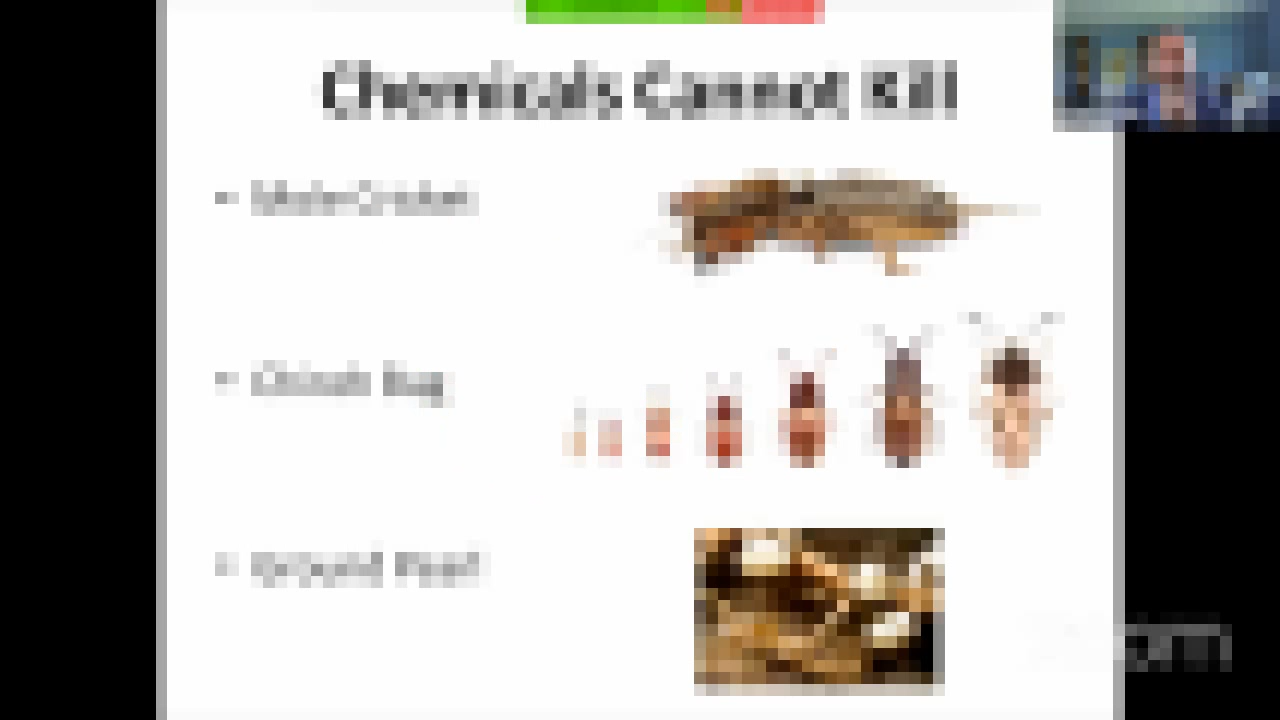 Chemicals Cannot Kill
• Mole Cricket
• Chinch Bug
• Ground Pearl